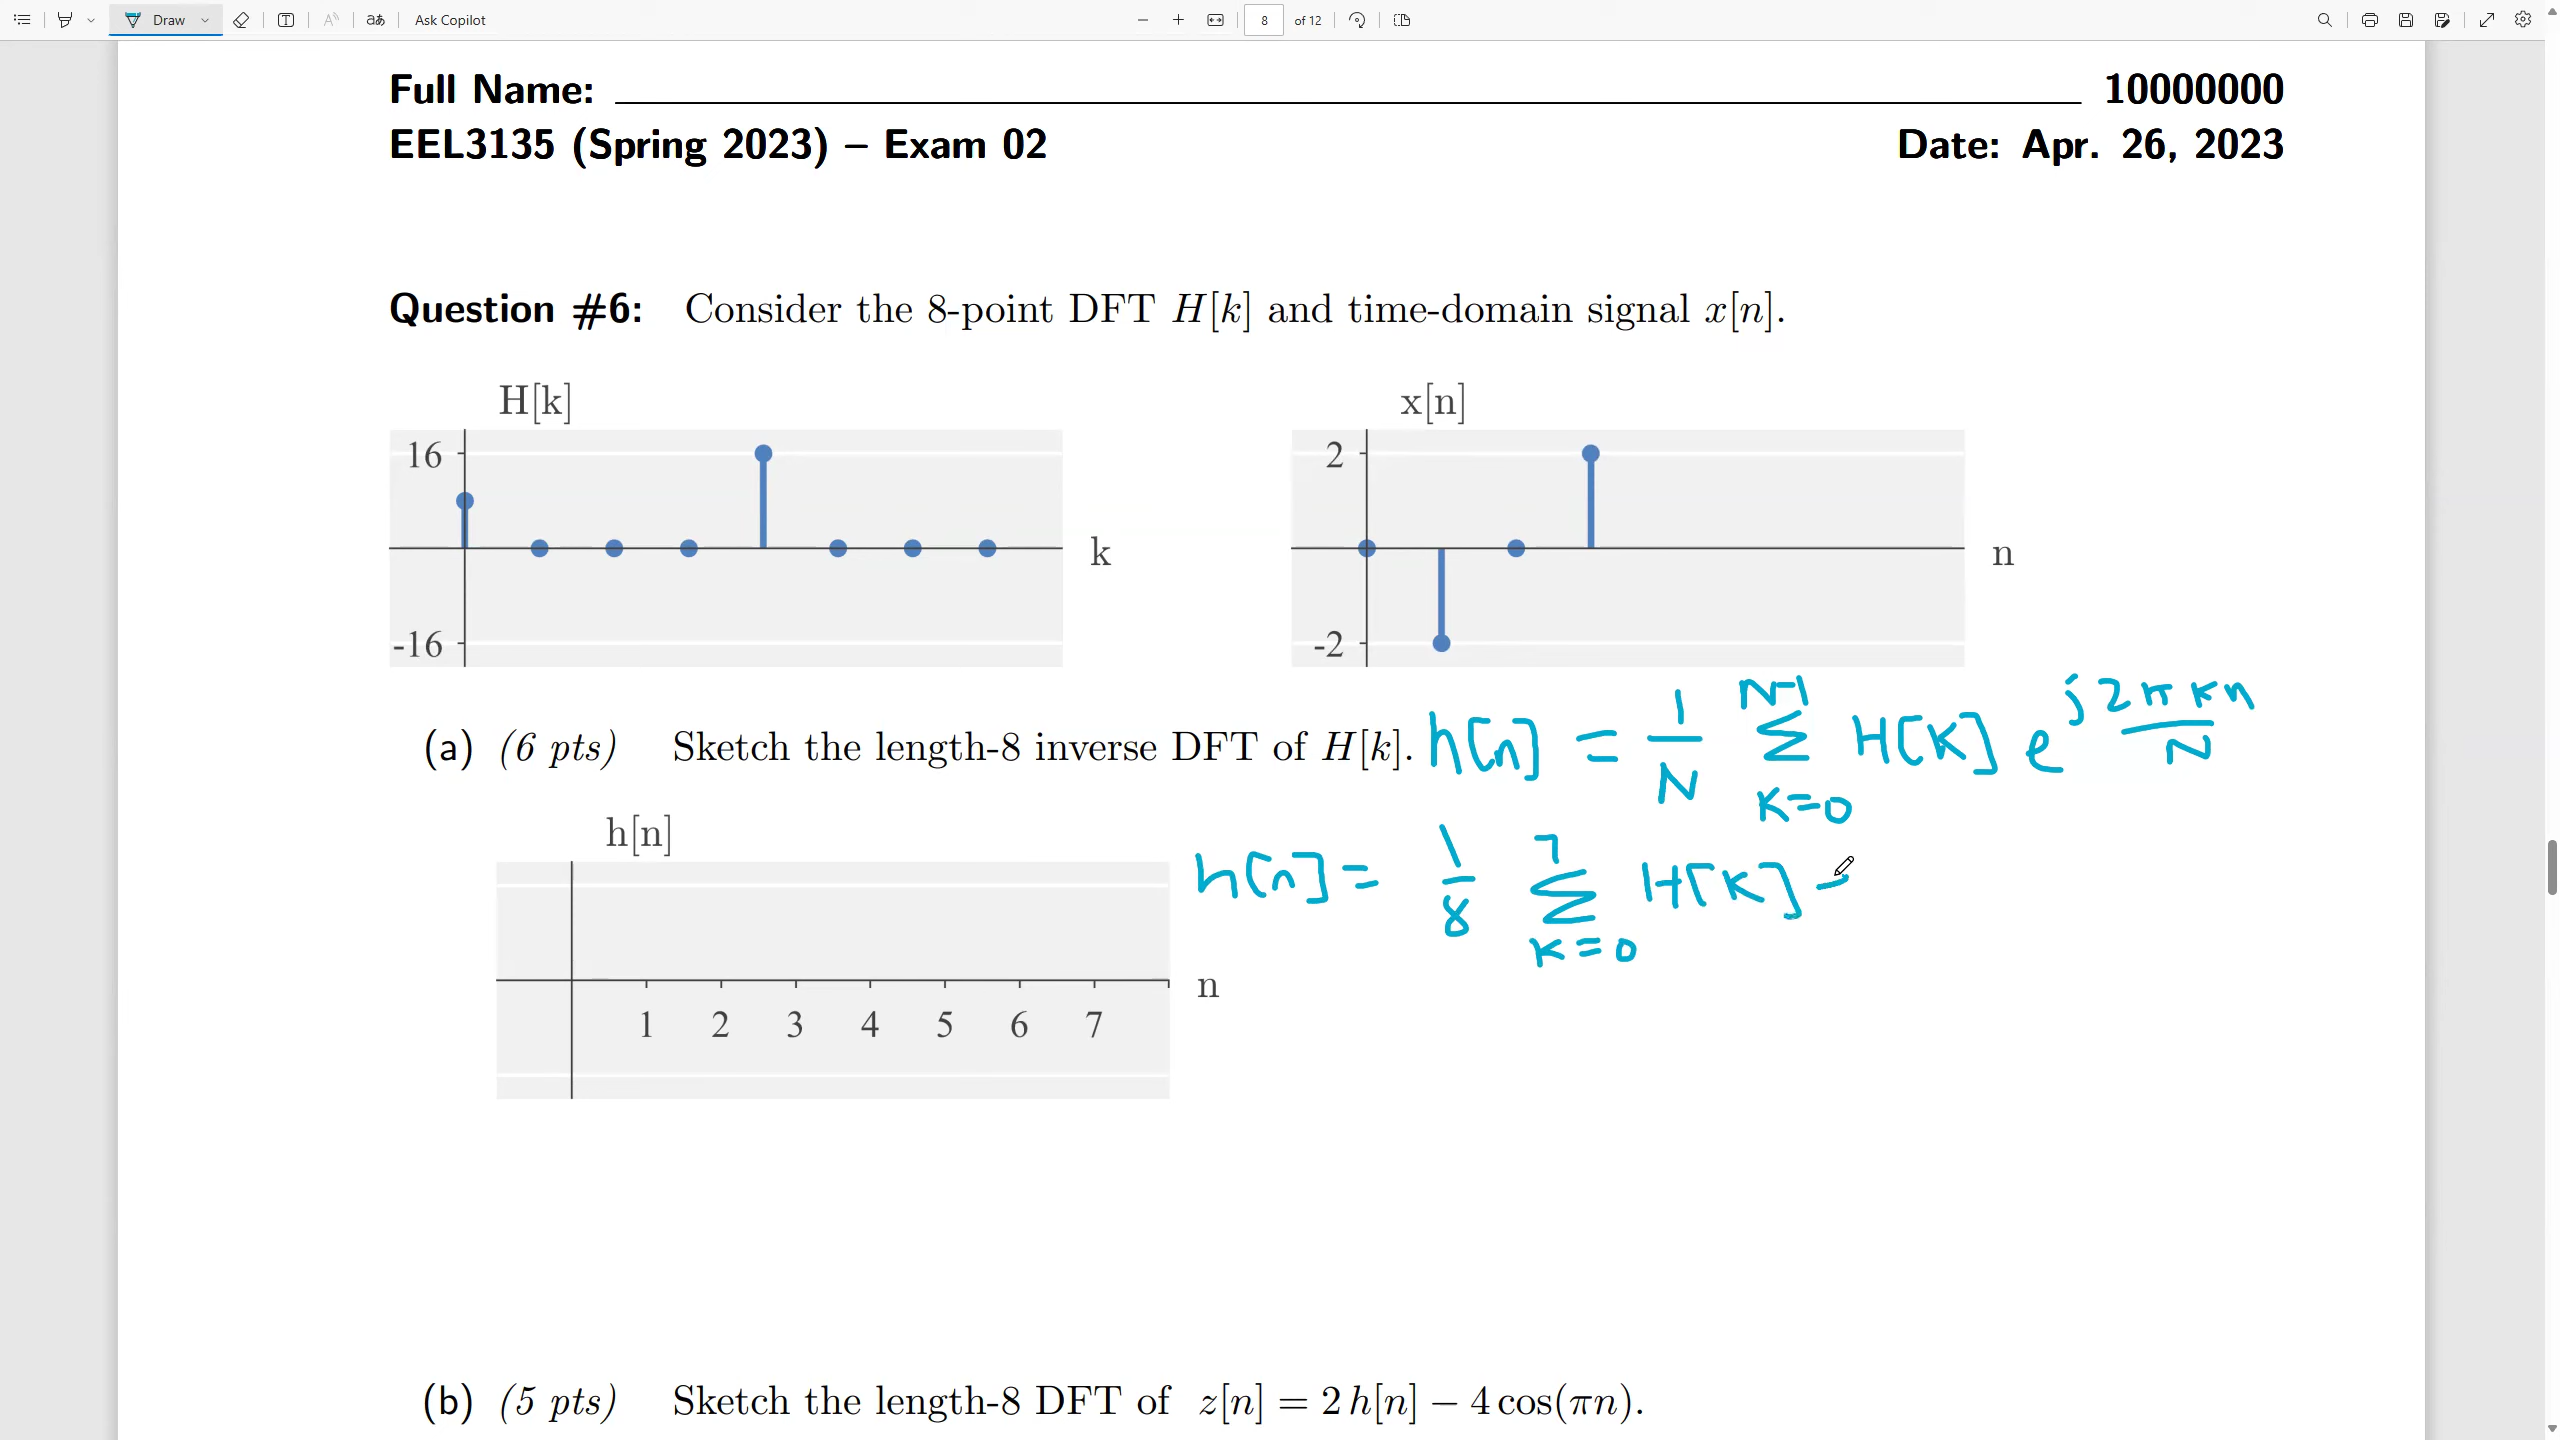 Draw aあ Ask Copilot 8 of 12
Full Name: 10000000
EEL3135 (Spring 2023) – Exam 02 Date: Apr. 26, 2023
Question #6: Consider the 8-point DFT H[k] and time-domain signal x[n].
H[k]
16
-16
k
x[n]
2
-2
n
(a) (6 pts) Sketch the length-8 inverse DFT of H[k]. h[n] = 1/N N-1 Σ K=0 H[K] e j2πkn/N
h[n]
1 2 3 4 5 6 7
n
h[n] = 1/8 7 Σ K=0 H[K]
(b) (5 pts) Sketch the length-8 DFT of z[n] = 2 h[n] − 4 cos(πn).